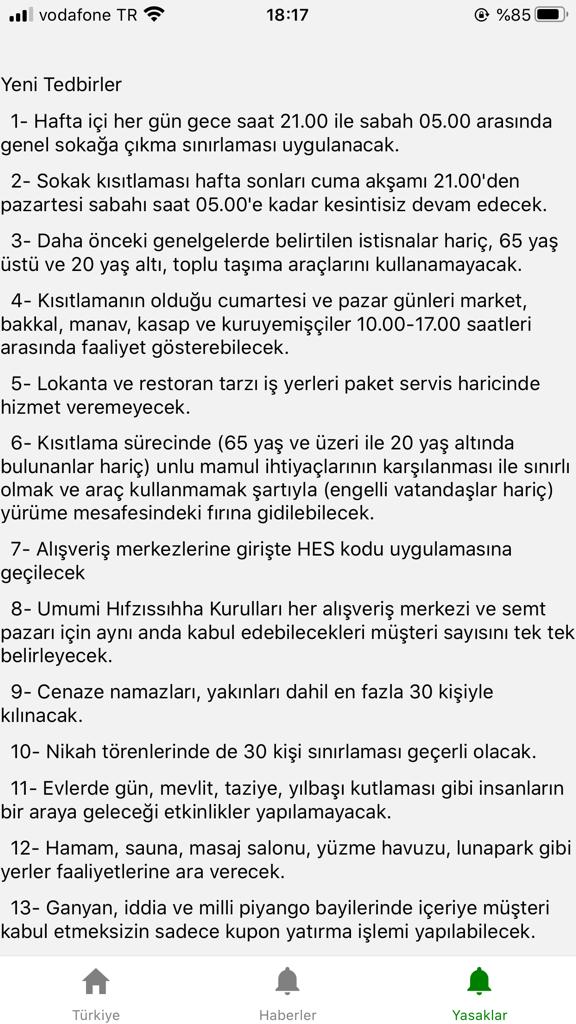 vodafone TR
18:17
%85
Yeni Tedbirler
1- Hafta içi her gün gece saat 21.00 ile sabah 05.00 arasında
genel sokağa çıkma sınırlaması uygulanacak.
2- Sokak kısıtlaması hafta sonları cuma akşamı 21.00'den
pazartesi sabahı saat 05.00'e kadar kesintisiz devam edecek.
3- Daha önceki genelgelerde belirtilen istisnalar hariç, 65 yaş
üstü ve 20 yaş altı, toplu taşıma araçlarını kullanamayacak.
4- Kısıtlamanın olduğu cumartesi ve pazar günleri market,
bakkal, manav, kasap ve kuruyemişçiler 10.00-17.00 saatleri
arasında faaliyet gösterebilecek.
5- Lokanta ve restoran tarzı iş yerleri paket servis haricinde
hizmet veremeyecek.
6- Kısıtlama sürecinde (65 yaş ve üzeri ile 20 yaş altında
bulunanlar hariç) unlu mamul ihtiyaçlarının karşılanması ile sınırlı
olmak ve araç kullanmamak şartıyla (engelli vatandaşlar hariç)
yürüme mesafesindeki fırına gidilebilecek.
7- Alışveriş merkezlerine girişte HES kodu uygulamasına
geçilecek
8- Umumi Hıfzıssıhha Kurulları her alışveriş merkezi ve semt
pazarı için aynı anda kabul edebilecekleri müşteri sayısını tek tek
belirleyecek.
9- Cenaze namazları, yakınları dahil en fazla 30 kişiyle
kılınacak.
10- Nikah törenlerinde de 30 kişi sınırlaması geçerli olacak.
11- Evlerde gün, mevlit, taziye, yılbaşı kutlaması gibi insanların
bir araya geleceği etkinlikler yapılamayacak.
12- Hamam, sauna, masaj salonu, yüzme havuzu, lunapark gibi
yerler faaliyetlerine ara verecek.
13- Ganyan, iddia ve milli piyango bayilerinde içeriye müşteri
kabul etmeksizin sadece kupon yatırma işlemi yapılabilecek.
Türkiye
Haberler
Yasaklar